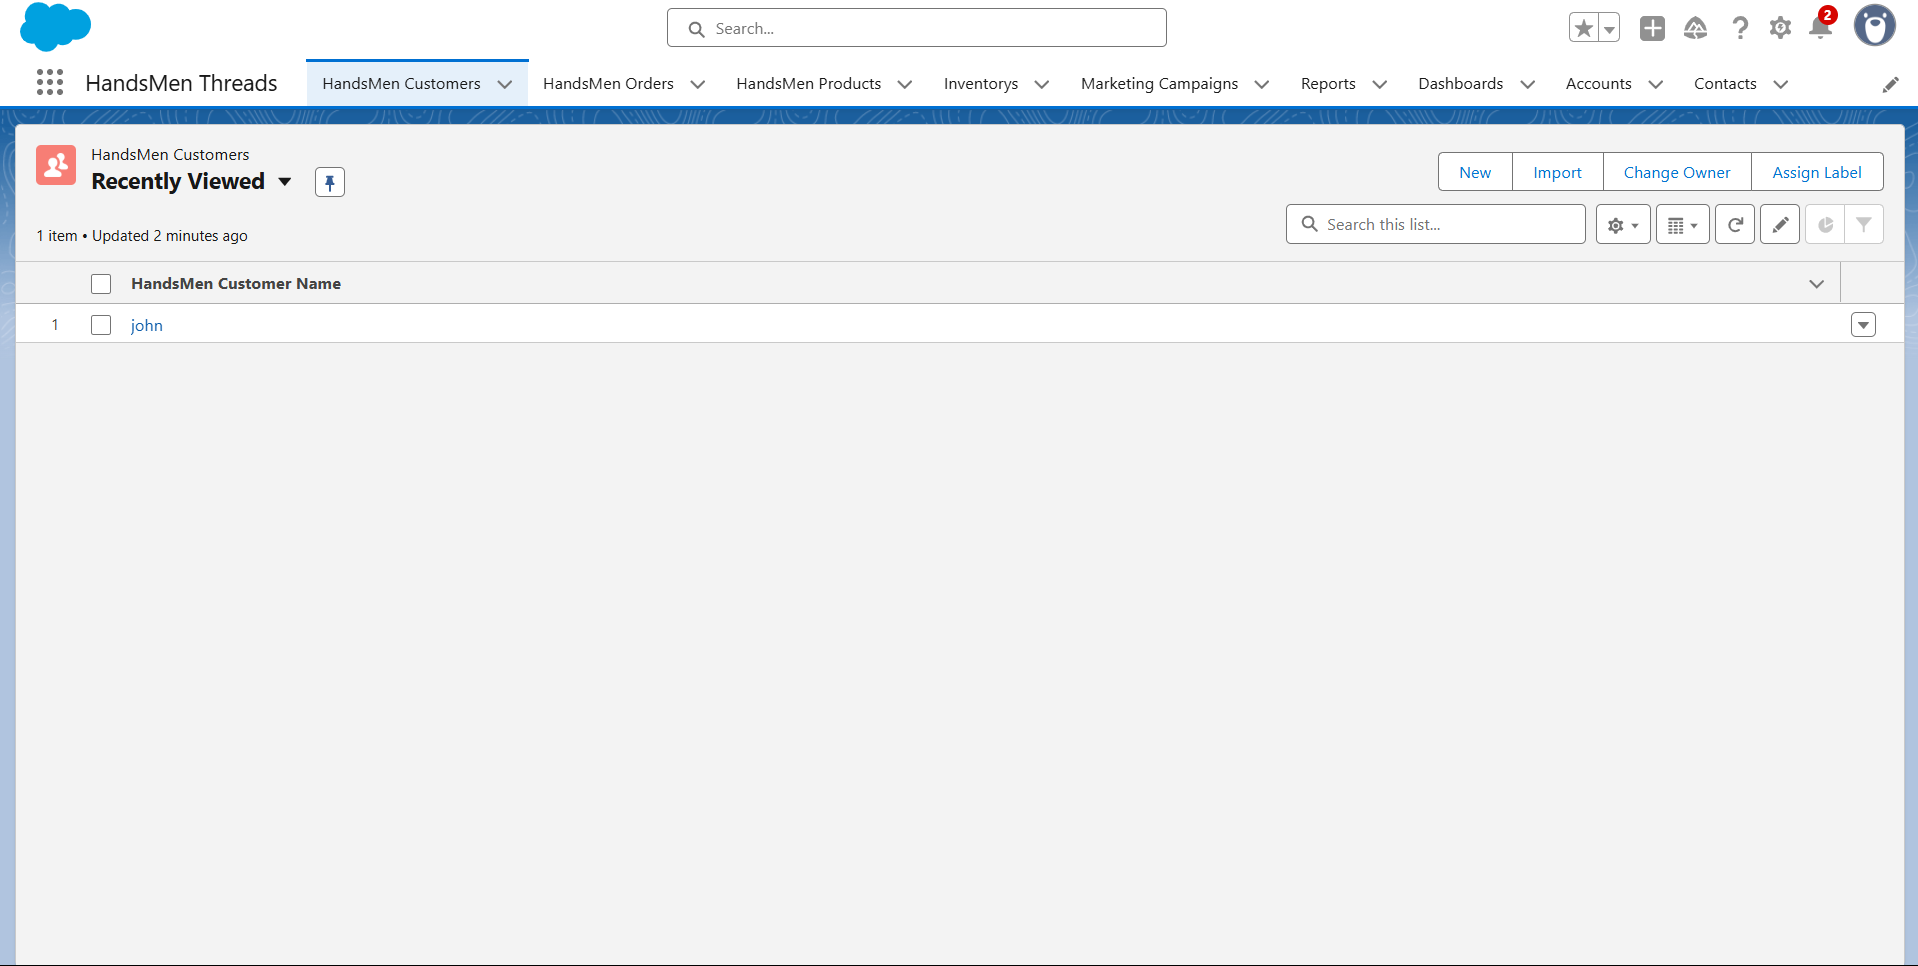 Search...
2
HandsMen Threads
HandsMen Customers
HandsMen Orders
HandsMen Products
Inventorys
Marketing Campaigns
Reports
Dashboards
Accounts
Contacts
HandsMen Customers
Recently Viewed
New
Import
Change Owner
Assign Label
1 item • Updated 2 minutes ago
Search this list...
HandsMen Customer Name
1
john